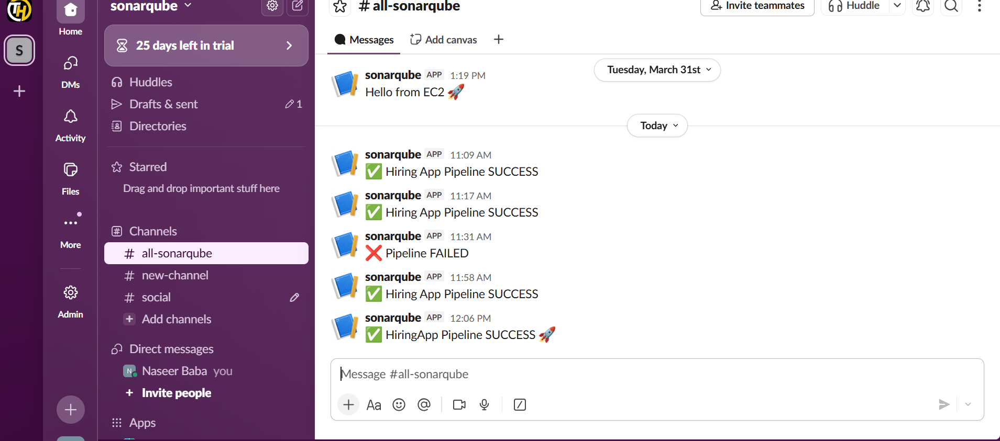 TH
S
Home
DMs
Activity
Files
More
Admin
sonarqube
25 days left in trial
Huddles
Drafts & sent 1
Directories
Starred
Drag and drop important stuff here
Channels
# all-sonarqube
# new-channel
# social
+ Add channels
Direct messages
N Naseer Baba you
+ Invite people
Apps
# all-sonarqube
Invite teammates
Huddle
Messages
Add canvas
+
Tuesday, March 31st
sonarqube APP 1:19 PM
Hello from EC2 🚀
Today
sonarqube APP 11:09 AM
✅ Hiring App Pipeline SUCCESS
sonarqube APP 11:17 AM
✅ Hiring App Pipeline SUCCESS
sonarqube APP 11:31 AM
❌ Pipeline FAILED
sonarqube APP 11:58 AM
✅ Hiring App Pipeline SUCCESS
sonarqube APP 12:06 PM
✅ HiringApp Pipeline SUCCESS 🚀
Message #all-sonarqube
Aa